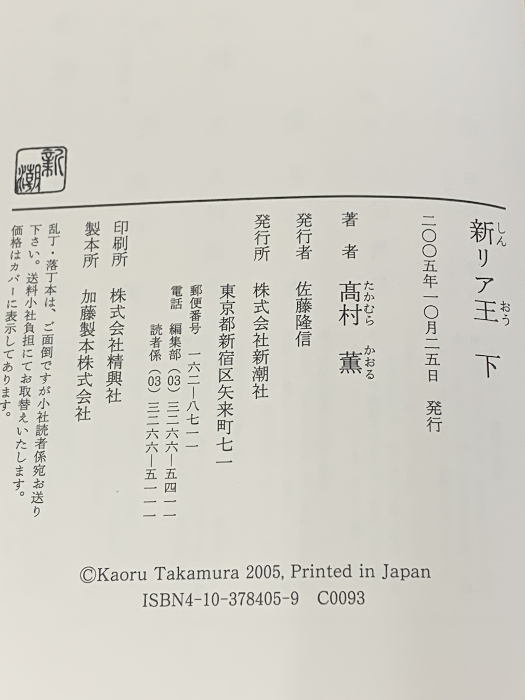 新リア王　下
しん　おう
二〇〇五年一〇月二五日　発行
著　者　髙村　薫
たかむら　かおる
発行者　佐藤隆信
発行所　株式会社新潮社
東京都新宿区矢来町七一
郵便番号　一六二―八七一一
電話　編集部（03）三二六六―五四一一
読者係（03）三二六六―五一一一
印刷所　株式会社精興社
製本所　加藤製本株式会社
乱丁・落丁本は、ご面倒ですが小社読者係宛お送り
下さい。送料小社負担にてお取替えいたします。
価格はカバーに表示してあります。
新潮
©Kaoru Takamura 2005, Printed in Japan
ISBN4-10-378405-9　C0093